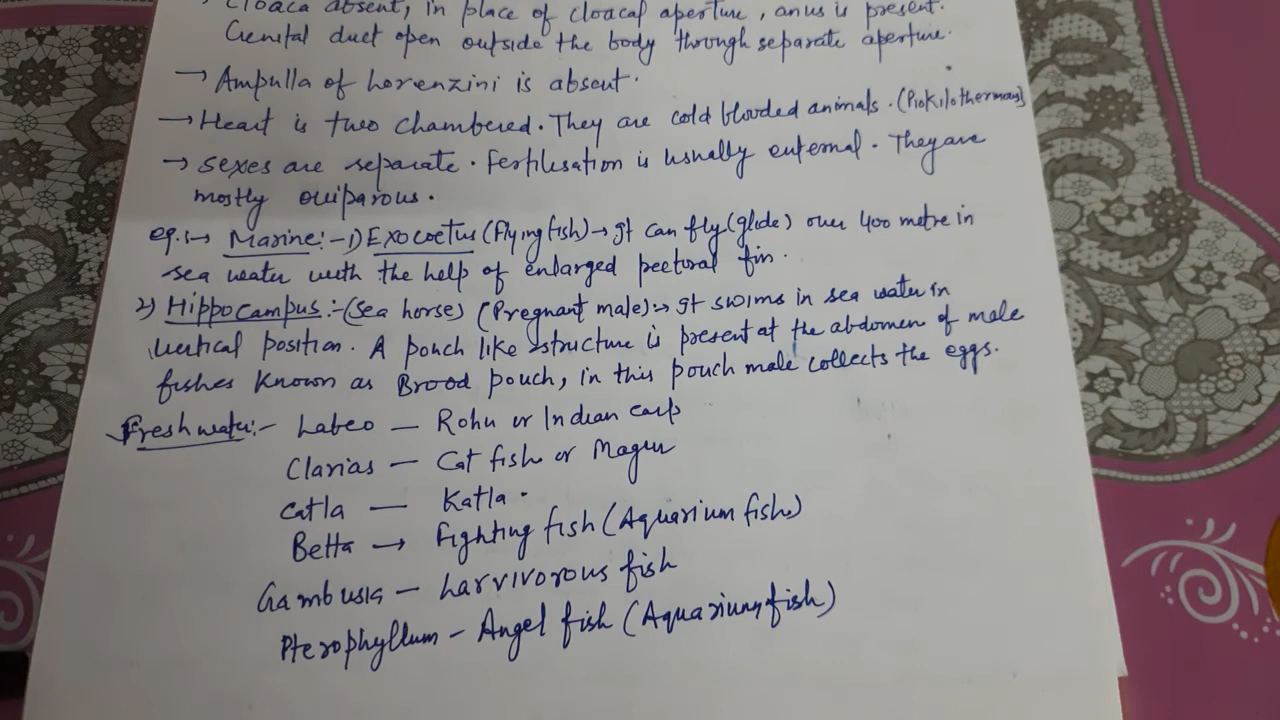 Cloaca absent, in place of cloacal aperture, anus is present.
Genital duct open outside the body through separate aperture.
→ Ampulla of Lorenzini is absent.
→ Heart is two chambered. They are cold blooded animals. (Piokilothermous)
→ sexes are separate. Fertilisation is usually external. They are
mostly oviparous.
eg.:→ Marine:- 1) Exocoetus (Flying fish) → It can fly (glide) over 400 metre in
sea water with the help of enlarged pectoral fin.
2) Hippocampus:- (Sea horse) (Pregnant male):→ It swims in sea water in
vertical position. A pouch like structure is present at the abdomen of male
fishes known as Brood pouch, in this pouch male collects the eggs.
Freshwater:- Labeo — Rohu or Indian carp
Clarias — Cat fish or Magur
Catla — Katla.
Betta → Fighting fish (Aquarium fish)
Gambusia — Larvivorous fish
Pterophyllum — Angel fish (Aquarium fish)